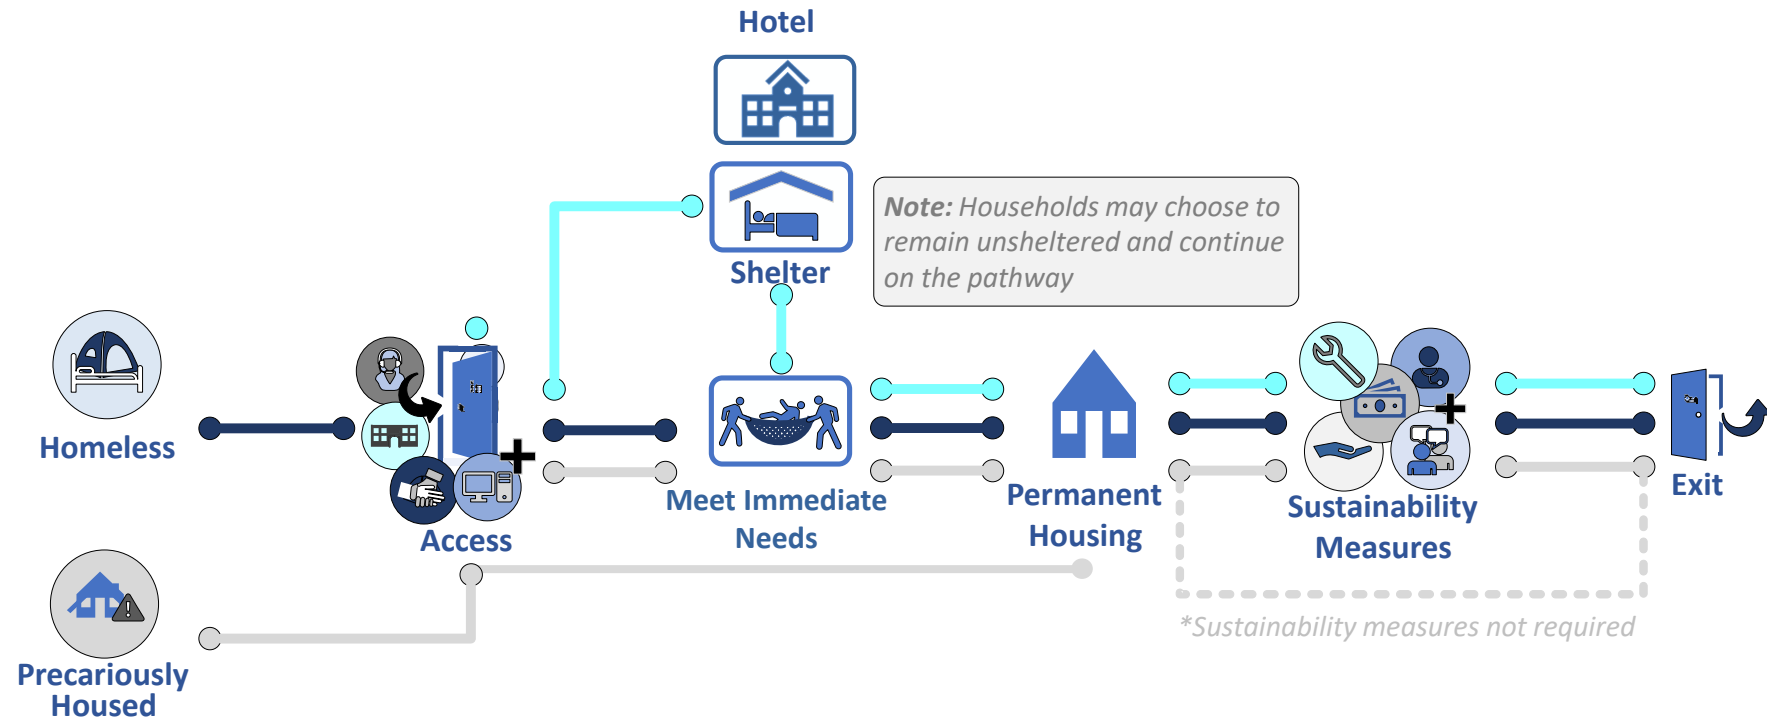 Hotel
Shelter
Note: Households may choose to
remain unsheltered and continue
on the pathway
Homeless
Access
Meet Immediate
Needs
Permanent
Housing
Sustainability
Measures
Exit
Precariously
Housed
*Sustainability measures not required